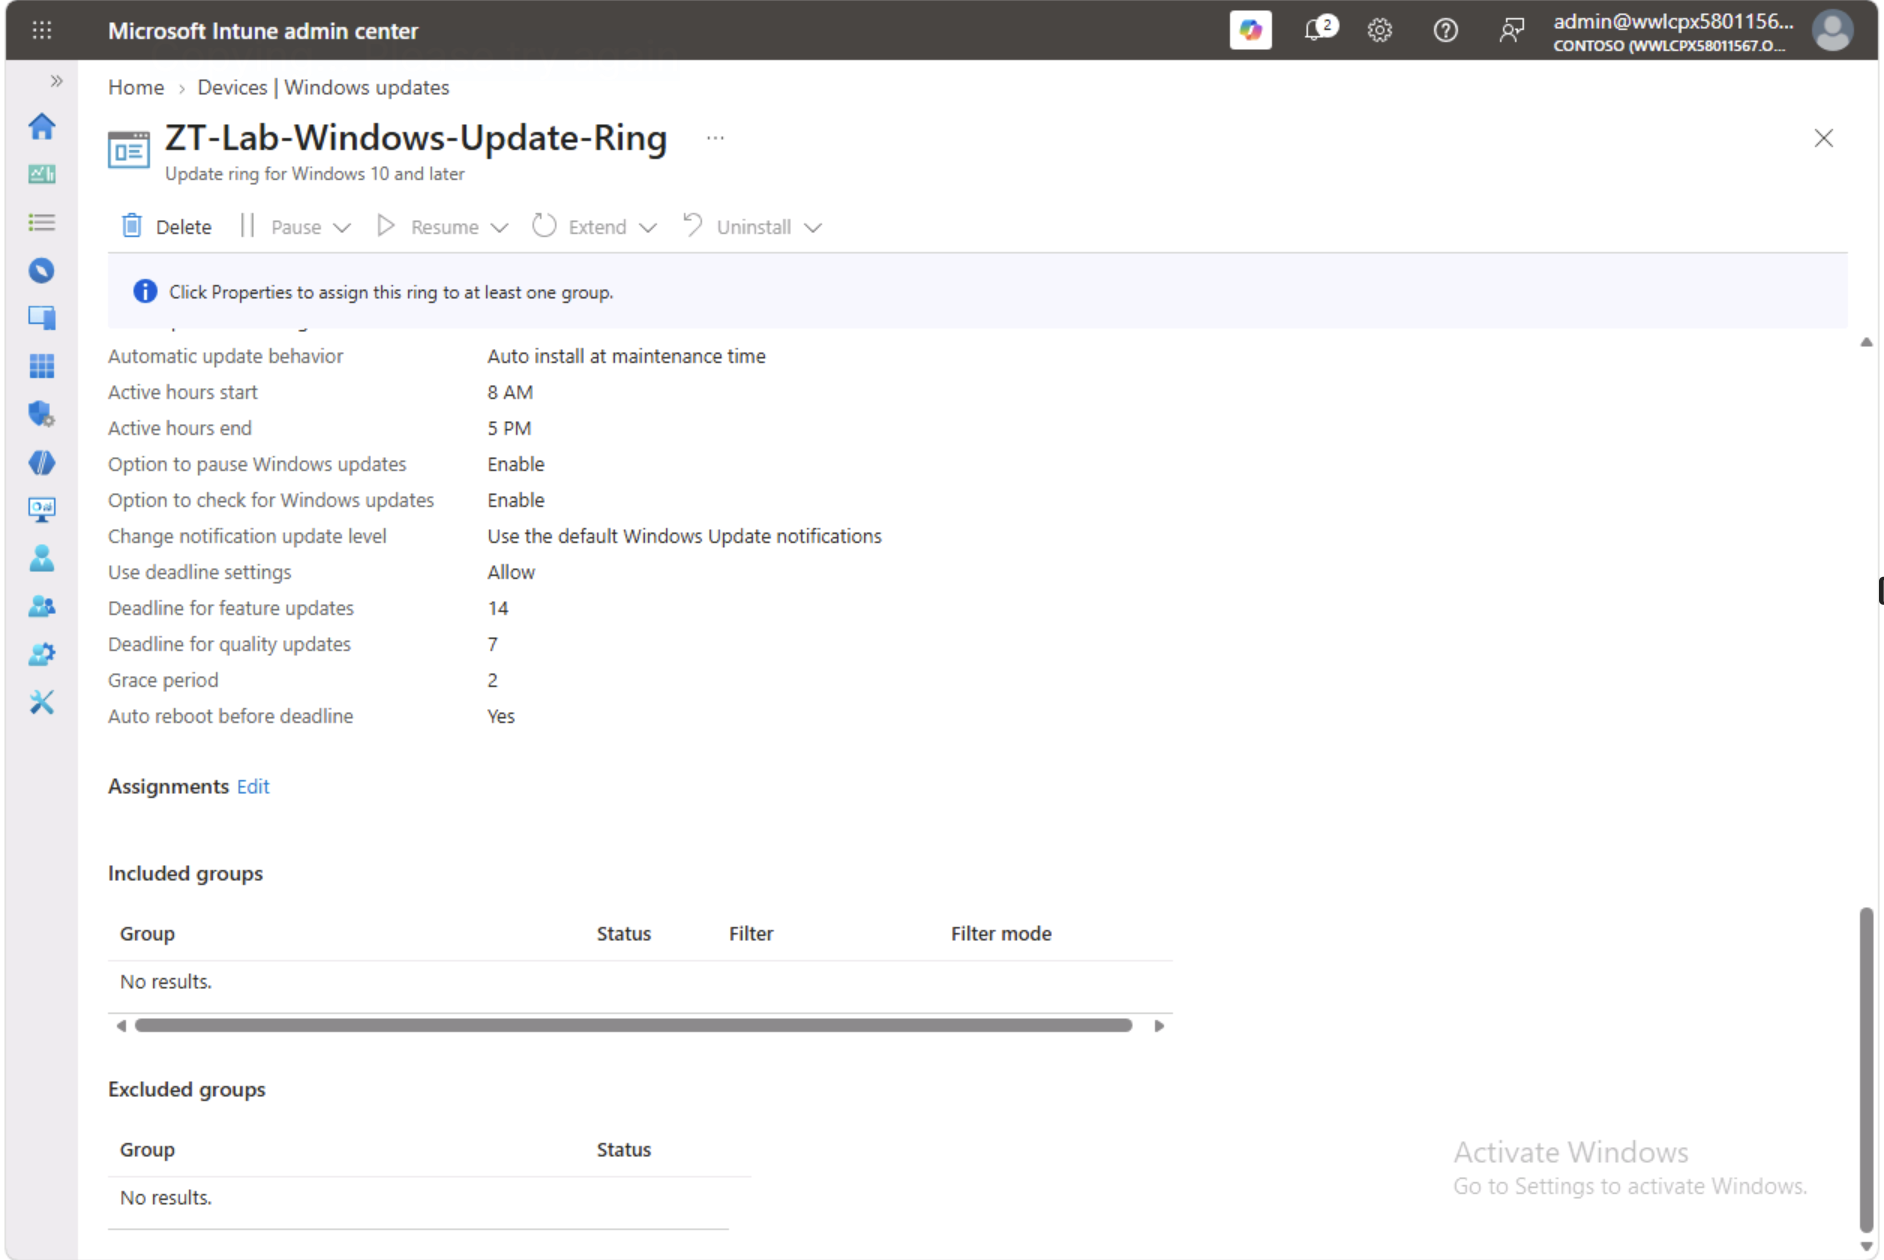 Microsoft Intune admin center
2
admin@wwlcpx5801156...
CONTOSO (WWLCPX58011567.O...
Home > Devices | Windows updates
ZT-Lab-Windows-Update-Ring ...
Update ring for Windows 10 and later
Delete Pause Resume Extend Uninstall
Click Properties to assign this ring to at least one group.
Automatic update behavior Auto install at maintenance time
Active hours start 8 AM
Active hours end 5 PM
Option to pause Windows updates Enable
Option to check for Windows updates Enable
Change notification update level Use the default Windows Update notifications
Use deadline settings Allow
Deadline for feature updates 14
Deadline for quality updates 7
Grace period 2
Auto reboot before deadline Yes
Assignments Edit
Included groups
Group Status Filter Filter mode
No results.
Excluded groups
Group Status
No results.
Activate Windows
Go to Settings to activate Windows.